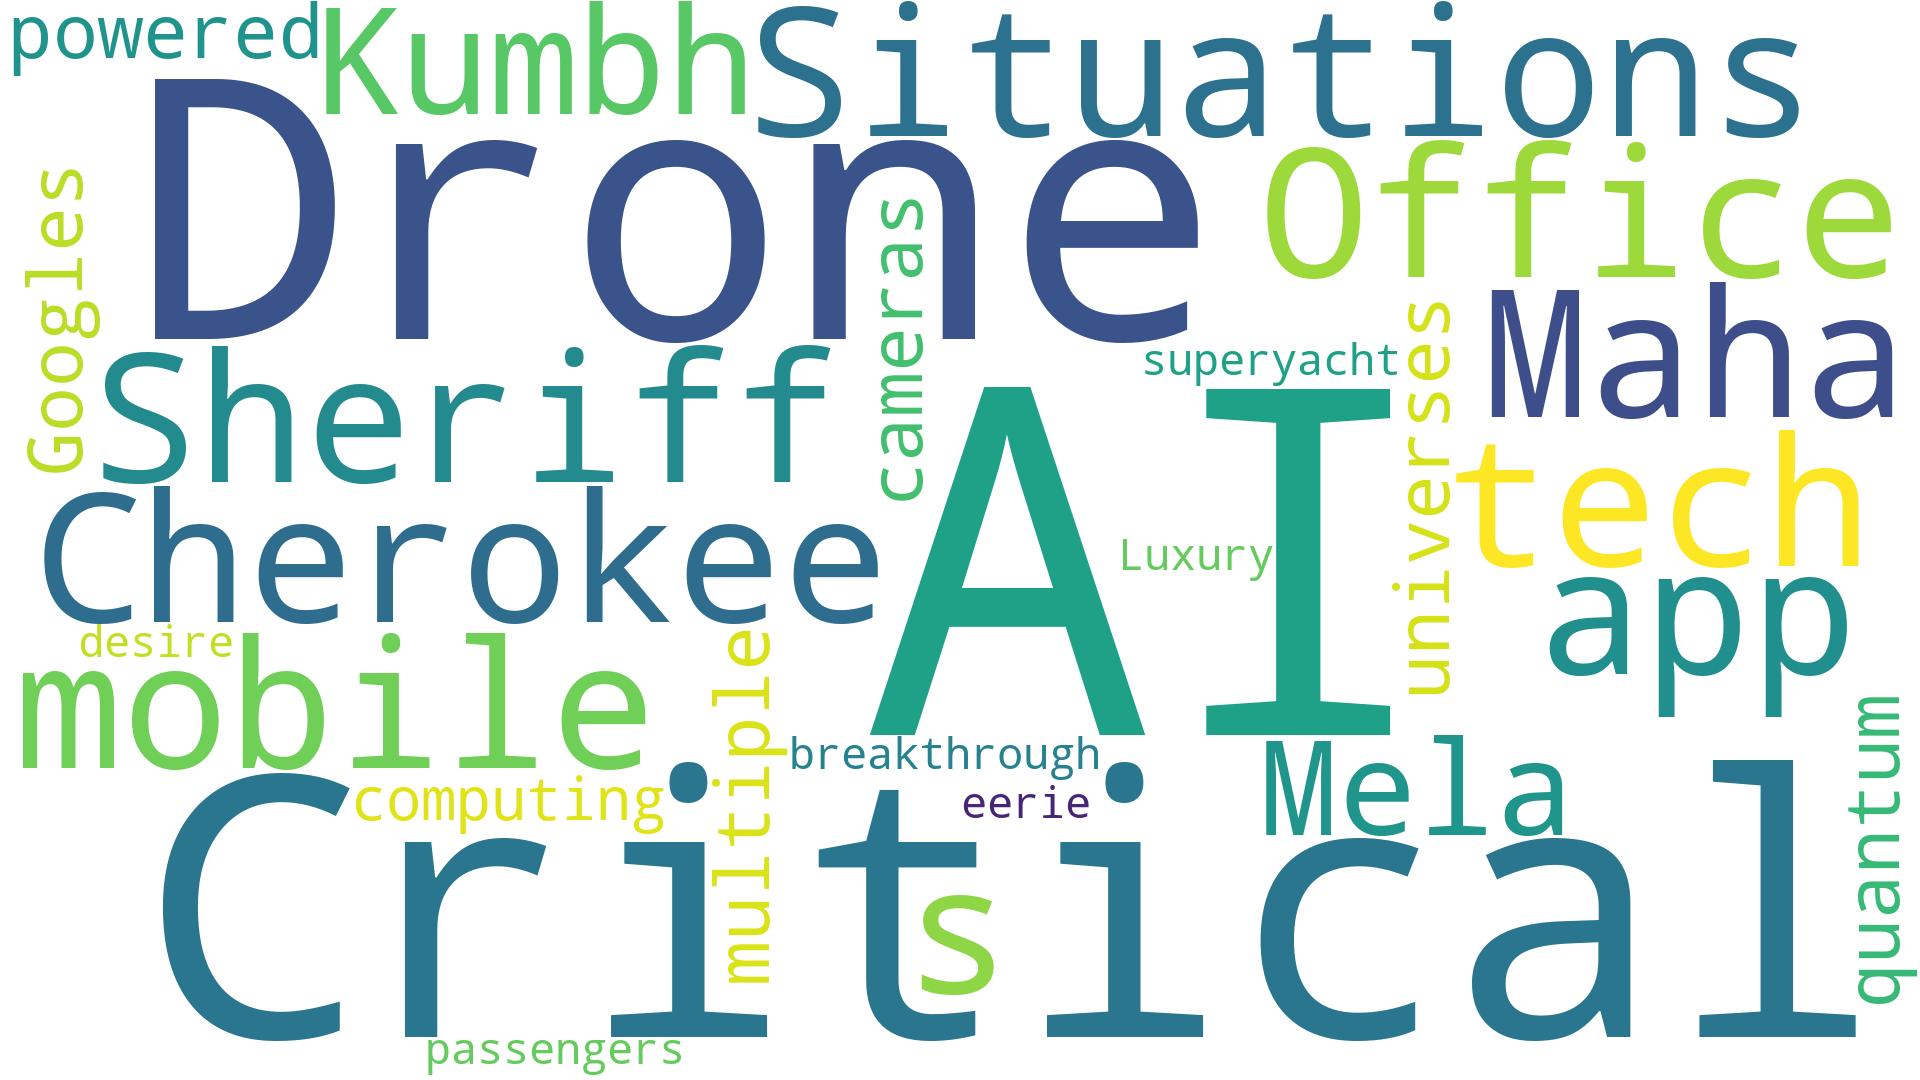 powered
Kumbh
Situations
Drone
Office
Googles
cameras
universes
Maha
superyacht
Sheriff
AI
tech
Cherokee
Luxury
app
desire
mobile
multiple
breakthrough
Mela
quantum
computing
eerie
Critical
s
passengers